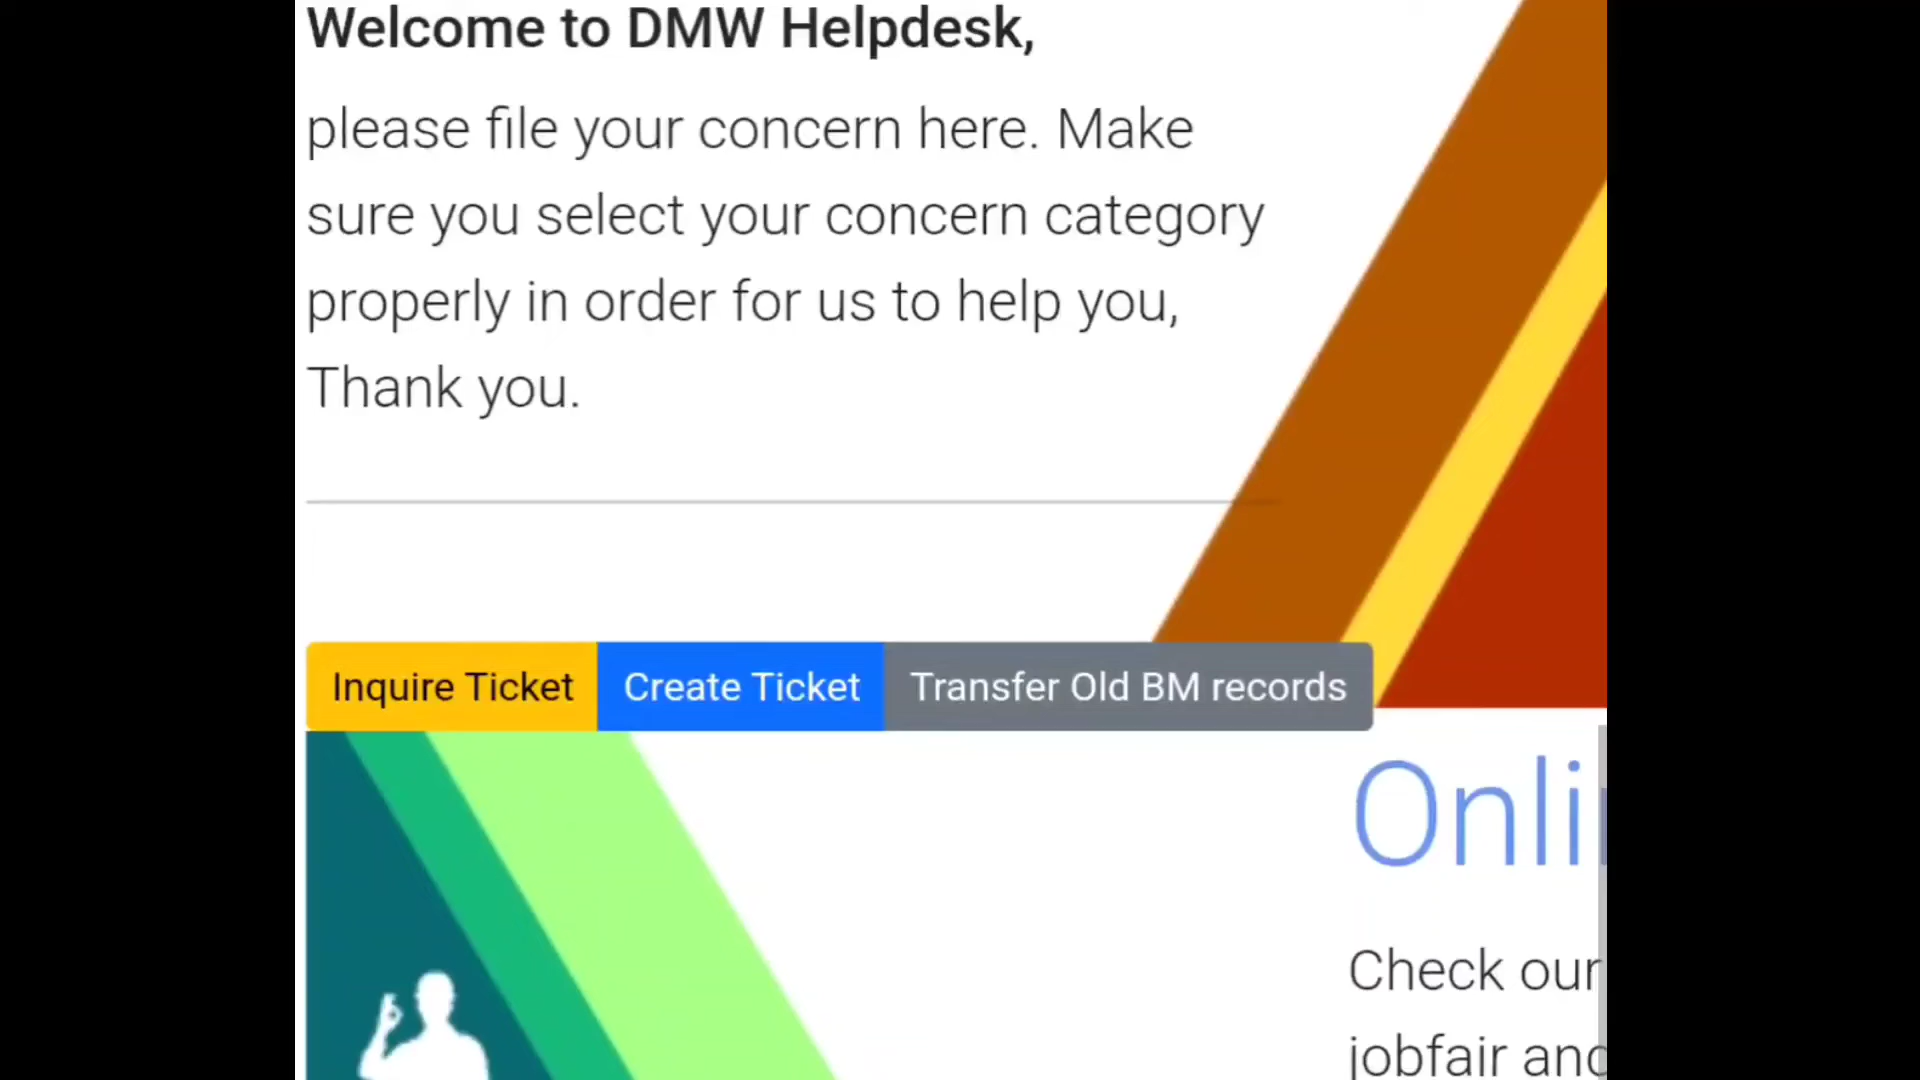 Welcome to DMW Helpdesk,
please file your concern here. Make
sure you select your concern category
properly in order for us to help you,
Thank you.
Inquire Ticket
Create Ticket
Transfer Old BM records
Check our
jobfair